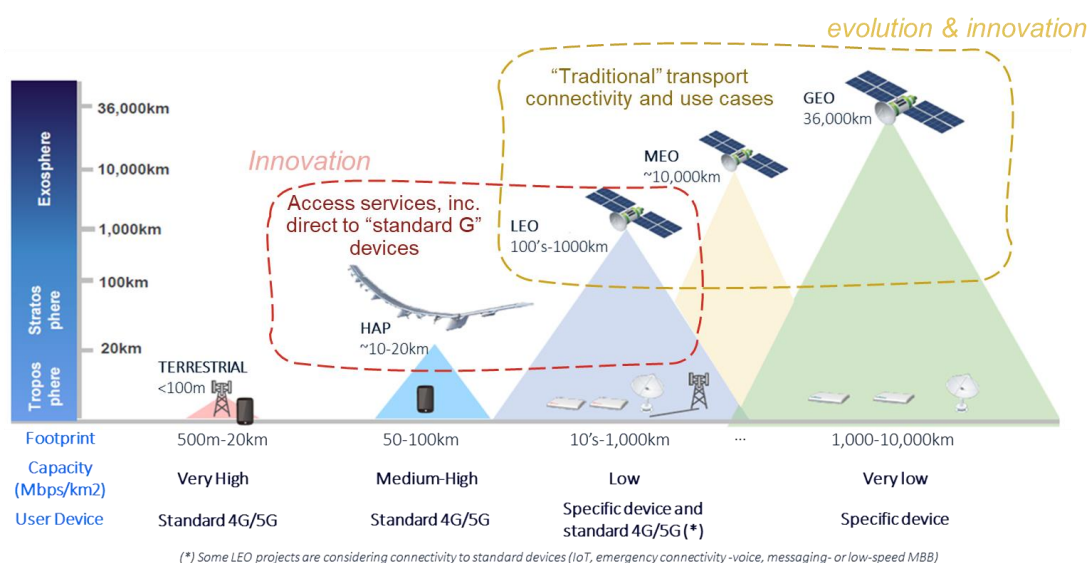 evolution & innovation
"Traditional" transport
connectivity and use cases
GEO
36,000km
MEO
~10,000km
Innovation
Access services, inc.
direct to "standard G"
devices
LEO
100's-1000km
HAP
~10-20km
TERRESTRIAL
<100m
Exosphere
Stratos
phere
Tropos
phere
36,000km
10,000km
1,000km
100km
20km
Footprint 500m-20km 50-100km 10's-1,000km ... 1,000-10,000km
Capacity
(Mbps/km2) Very High Medium-High Low Very low
User Device Standard 4G/5G Standard 4G/5G Specific device and
standard 4G/5G (*) Specific device
(*) Some LEO projects are considering connectivity to standard devices (IoT, emergency connectivity -voice, messaging- or low-speed MBB)